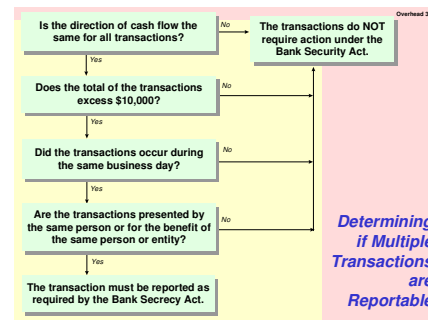 Overhead 3
Is the direction of cash flow the
same for all transactions?
No
The transactions do NOT
require action under the
Bank Security Act.
Yes
Does the total of the transactions
excess $10,000?
No
Yes
Did the transactions occur during
the same business day?
No
Yes
Are the transactions presented by
the same person or for the benefit of
the same person or entity?
No
Yes
The transaction must be reported as
required by the Bank Secrecy Act.
Determining
if Multiple
Transactions
are
Reportable